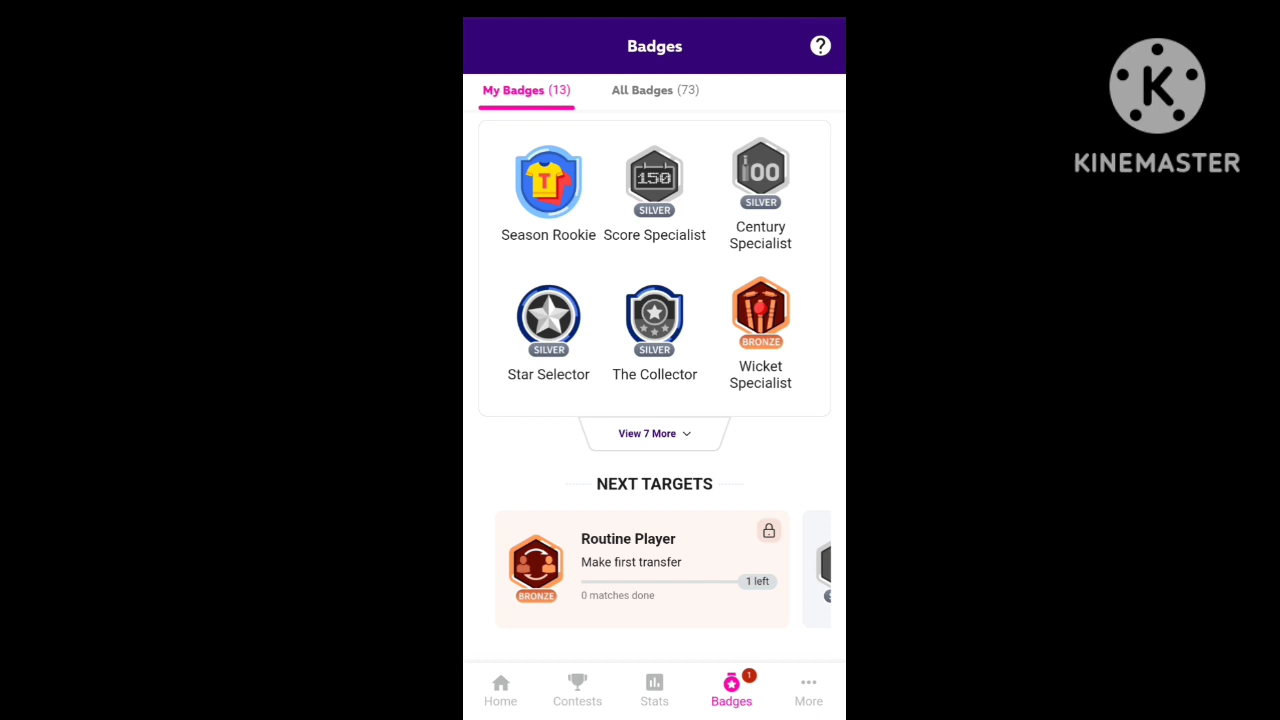 Badges
?
My Badges (13)
All Badges (73)
KINEMASTER
K
T
150
SILVER
100
SILVER
Season Rookie
Score Specialist
Century
Specialist
SILVER
SILVER
BRONZE
Star Selector
The Collector
Wicket
Specialist
View 7 More
NEXT TARGETS
Routine Player
Make first transfer
1 left
0 matches done
BRONZE
1
Home
Contests
Stats
Badges
More